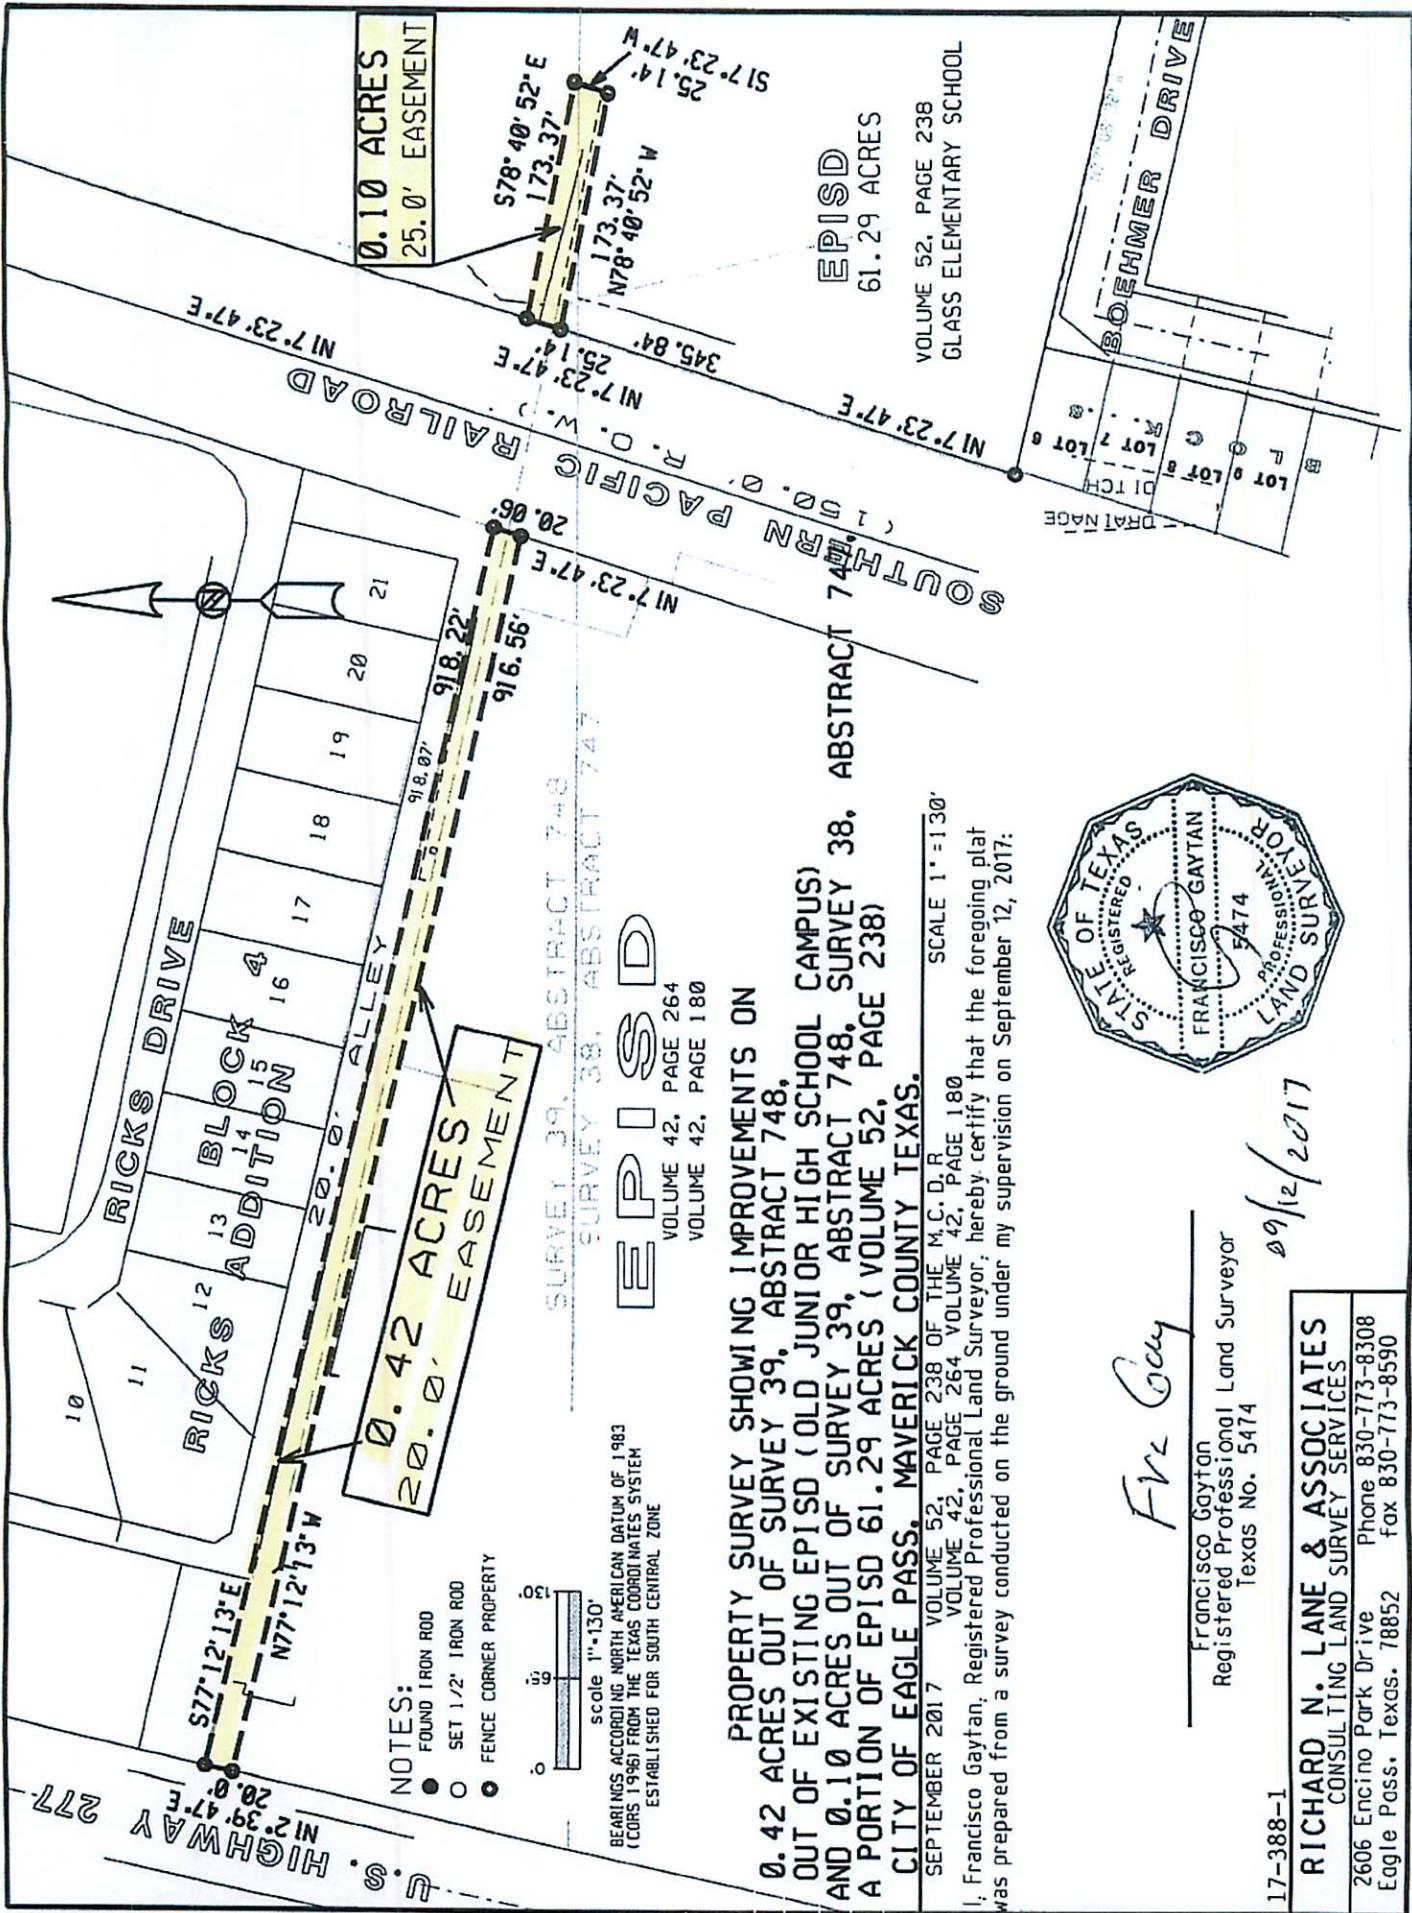 0.10 ACRES
25.0' EASEMENT
S78°40'52"E
173.37'
S17°23'47"W
25.14'
173.37'
N78°40'52"W
N17°23'47"E
25.14'
N17°23'47"E
345.84'
N17°23'47"E
SOUTHERN PACIFIC RAILROAD
(150.0' R.O.W.)
EPISD
61.29 ACRES
VOLUME 52, PAGE 238
GLASS ELEMENTARY SCHOOL
BOEHMER DRIVE
DRAINAGE
DITCH
LOT 6
LOT 7
LOT 8
LOT 9
BLOCK
RICKS DRIVE
10
11
12
13
14
15
16
17
18
19
20
21
BLOCK 4
RICKS ADDITION
20.0' ALLEY
918.07'
918.22'
916.56'
20.06'
N17°23'47"E
U.S. HIGHWAY 277
N12°39'47"E
20.0'
S77°12'13"E
N77°12'13"W
0.42 ACRES
20.0' EASEMENT
SURVEY 39, ABSTRACT 748
SURVEY 38, ABSTRACT 747
EPISD
VOLUME 42, PAGE 264
VOLUME 42, PAGE 180
NOTES:
FOUND IRON ROD
SET 1/2" IRON ROD
FENCE CORNER PROPERTY
0 65 130'
scale 1"=130'
BEARINGS ACCORDING NORTH AMERICAN DATUM OF 1983
(CORS 1996) FROM THE TEXAS COORDINATES SYSTEM
ESTABLISHED FOR SOUTH CENTRAL ZONE
PROPERTY SURVEY SHOWING IMPROVEMENTS ON
0.42 ACRES OUT OF SURVEY 39, ABSTRACT 748,
OUT OF EXISTING EPISD (OLD JUNIOR HIGH SCHOOL CAMPUS)
AND 0.10 ACRES OUT OF SURVEY 39, ABSTRACT 748, SURVEY 38, ABSTRACT 747,
A PORTION OF EPISD 61.29 ACRES (VOLUME 52, PAGE 238)
CITY OF EAGLE PASS, MAVERICK COUNTY TEXAS.
SEPTEMBER 2017 VOLUME 52, PAGE 238 OF THE M.C.D.R SCALE 1"=130'
VOLUME 42, PAGE 264 VOLUME 42, PAGE 180
I, Francisco Gaytan, Registered Professional Land Surveyor, hereby certify that the foregoing plat
was prepared from a survey conducted on the ground under my supervision on September 12, 2017:
Francisco Gaytan
Registered Professional Land Surveyor
Texas No. 5474
09/12/2017
STATE OF TEXAS
REGISTERED
FRANCISCO GAYTAN
5474
PROFESSIONAL
LAND SURVEYOR
17-388-1
RICHARD N. LANE & ASSOCIATES
CONSULTING LAND SURVEY SERVICES
2606 Encino Park Drive Phone 830-773-8308
Eagle Pass, Texas. 78852 fax 830-773-8590